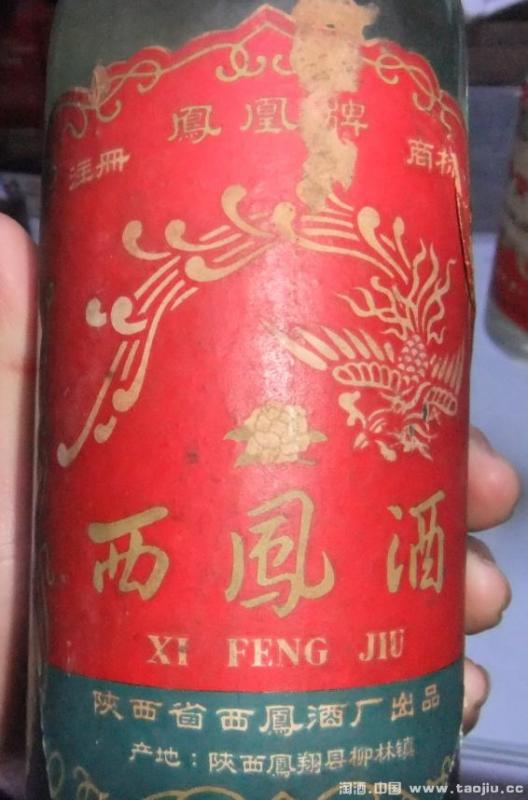 鳳凰牌
注册 商标
西鳳酒
XI FENG JIU
陕西省西鳳酒厂出品
产地:陕西鳳翔县柳林镇
淘酒.中国 www.taojiu.cc